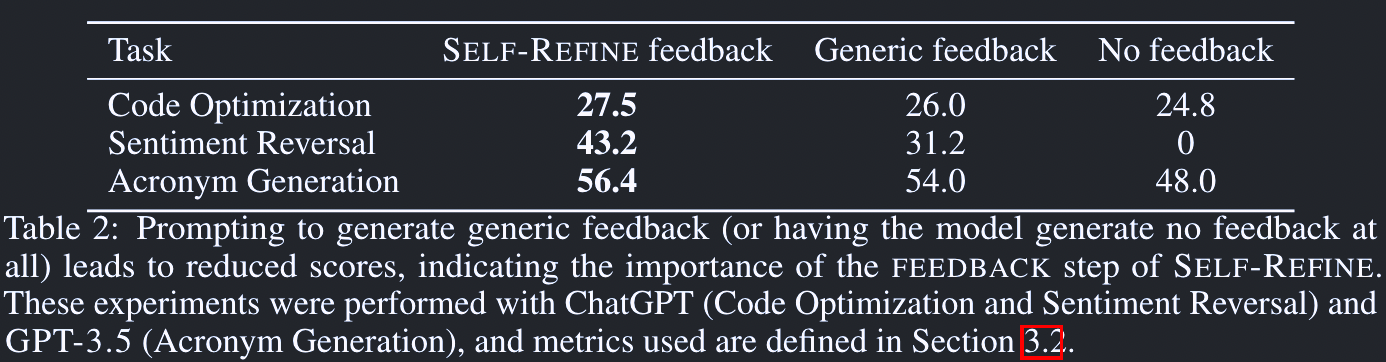 Task SELF-REFINE feedback Generic feedback No feedback
Code Optimization 27.5 26.0 24.8
Sentiment Reversal 43.2 31.2 0
Acronym Generation 56.4 54.0 48.0
Table 2: Prompting to generate generic feedback (or having the model generate no feedback at
all) leads to reduced scores, indicating the importance of the FEEDBACK step of SELF-REFINE.
These experiments were performed with ChatGPT (Code Optimization and Sentiment Reversal) and
GPT-3.5 (Acronym Generation), and metrics used are defined in Section 3.2.